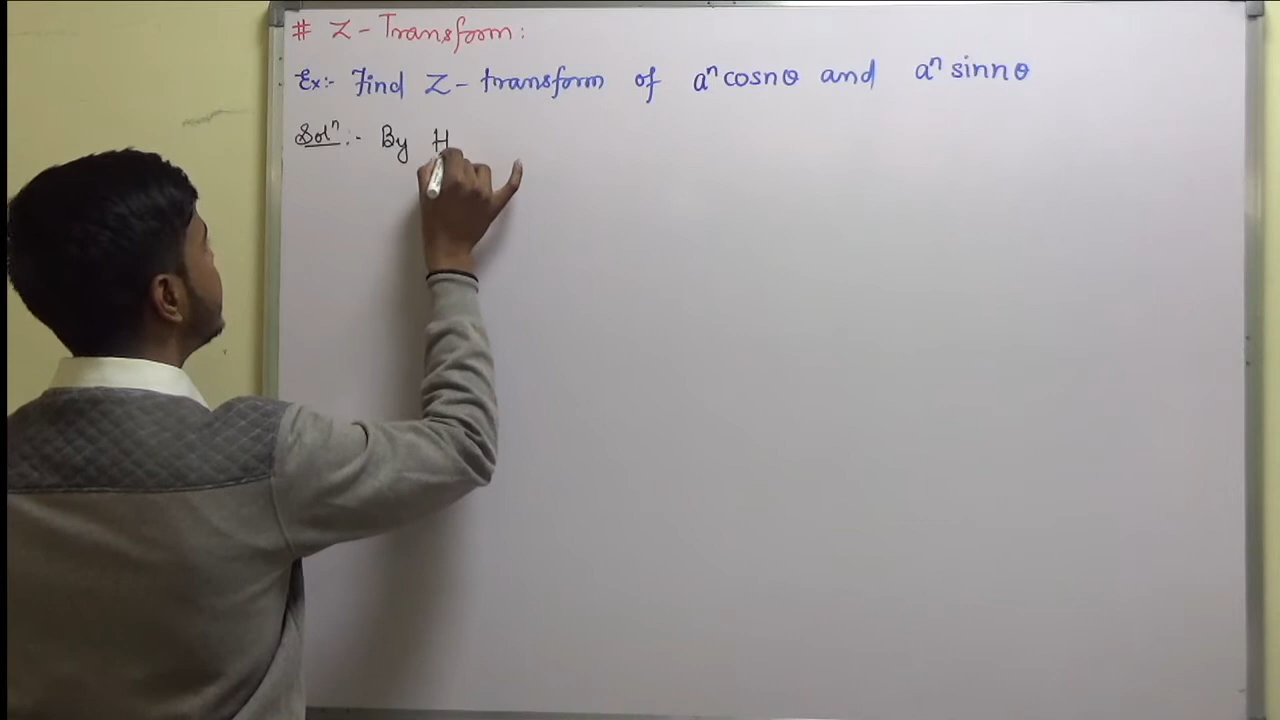 # Z-Transform:
Ex:- Find Z-transform of aⁿ cosnθ and aⁿ sinnθ
Solⁿ:- By H